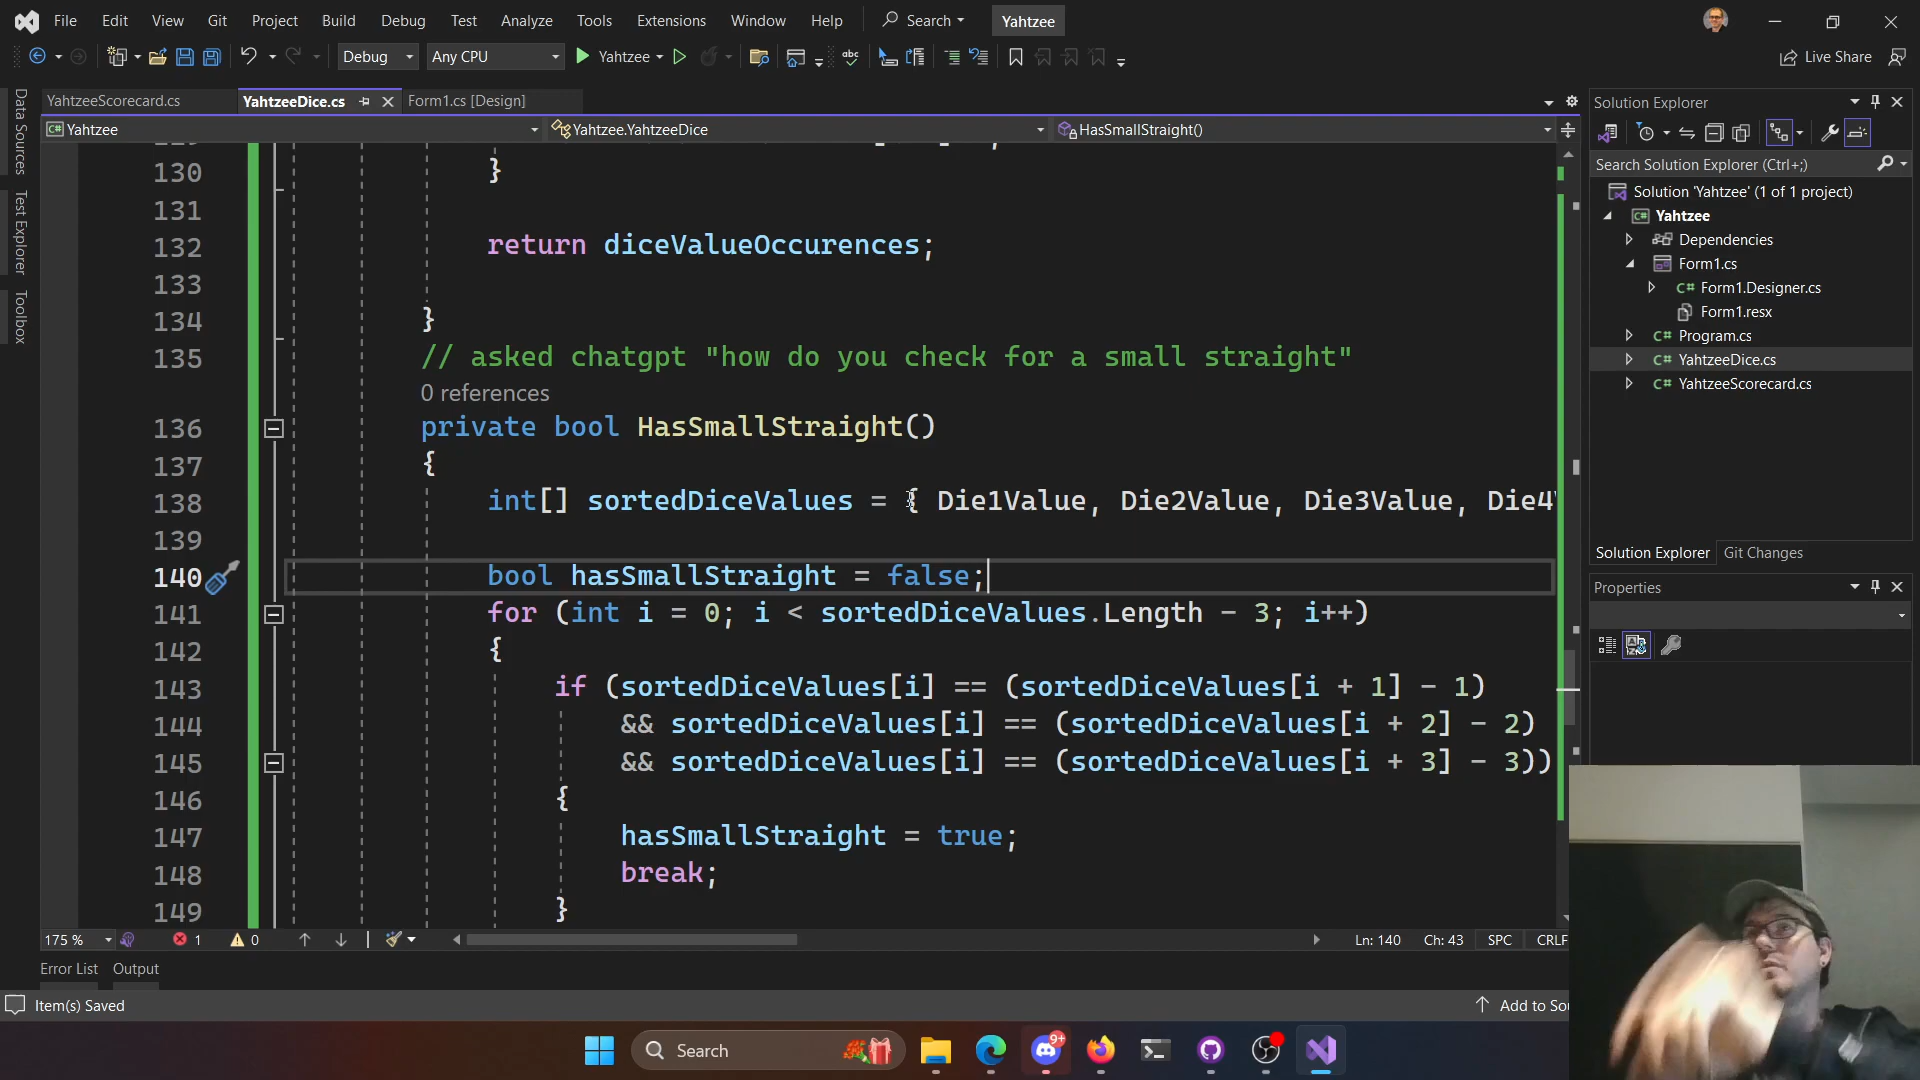 File Edit View Git Project Build Debug Test Analyze Tools Extensions Window Help Search Yahtzee
Debug Any CPU Yahtzee Live Share
YahtzeeScorecard.cs YahtzeeDice.cs Form1.cs [Design]
Yahtzee Yahtzee.YahtzeeDice HasSmallStraight()
Data Sources
Test Explorer
Toolbox
130 }
131
132 return diceValueOccurences;
133
134 }
135 // asked chatgpt "how do you check for a small straight"
0 references
136 private bool HasSmallStraight()
137 {
138 int[] sortedDiceValues = { Die1Value, Die2Value, Die3Value, Die4V
139
140 bool hasSmallStraight = false;
141 for (int i = 0; i < sortedDiceValues.Length - 3; i++)
142 {
143 if (sortedDiceValues[i] == (sortedDiceValues[i + 1] - 1)
144 && sortedDiceValues[i] == (sortedDiceValues[i + 2] - 2)
145 && sortedDiceValues[i] == (sortedDiceValues[i + 3] - 3))
146 {
147 hasSmallStraight = true;
148 break;
149 }
175 % 1 0 Ln: 140 Ch: 43 SPC CRLF
Error List Output
Item(s) Saved Add to So
Solution Explorer
Search Solution Explorer (Ctrl+;)
Solution 'Yahtzee' (1 of 1 project)
C# Yahtzee
Dependencies
Form1.cs
C# Form1.Designer.cs
Form1.resx
C# Program.cs
C# YahtzeeDice.cs
C# YahtzeeScorecard.cs
Solution Explorer Git Changes
Properties
Search 9+